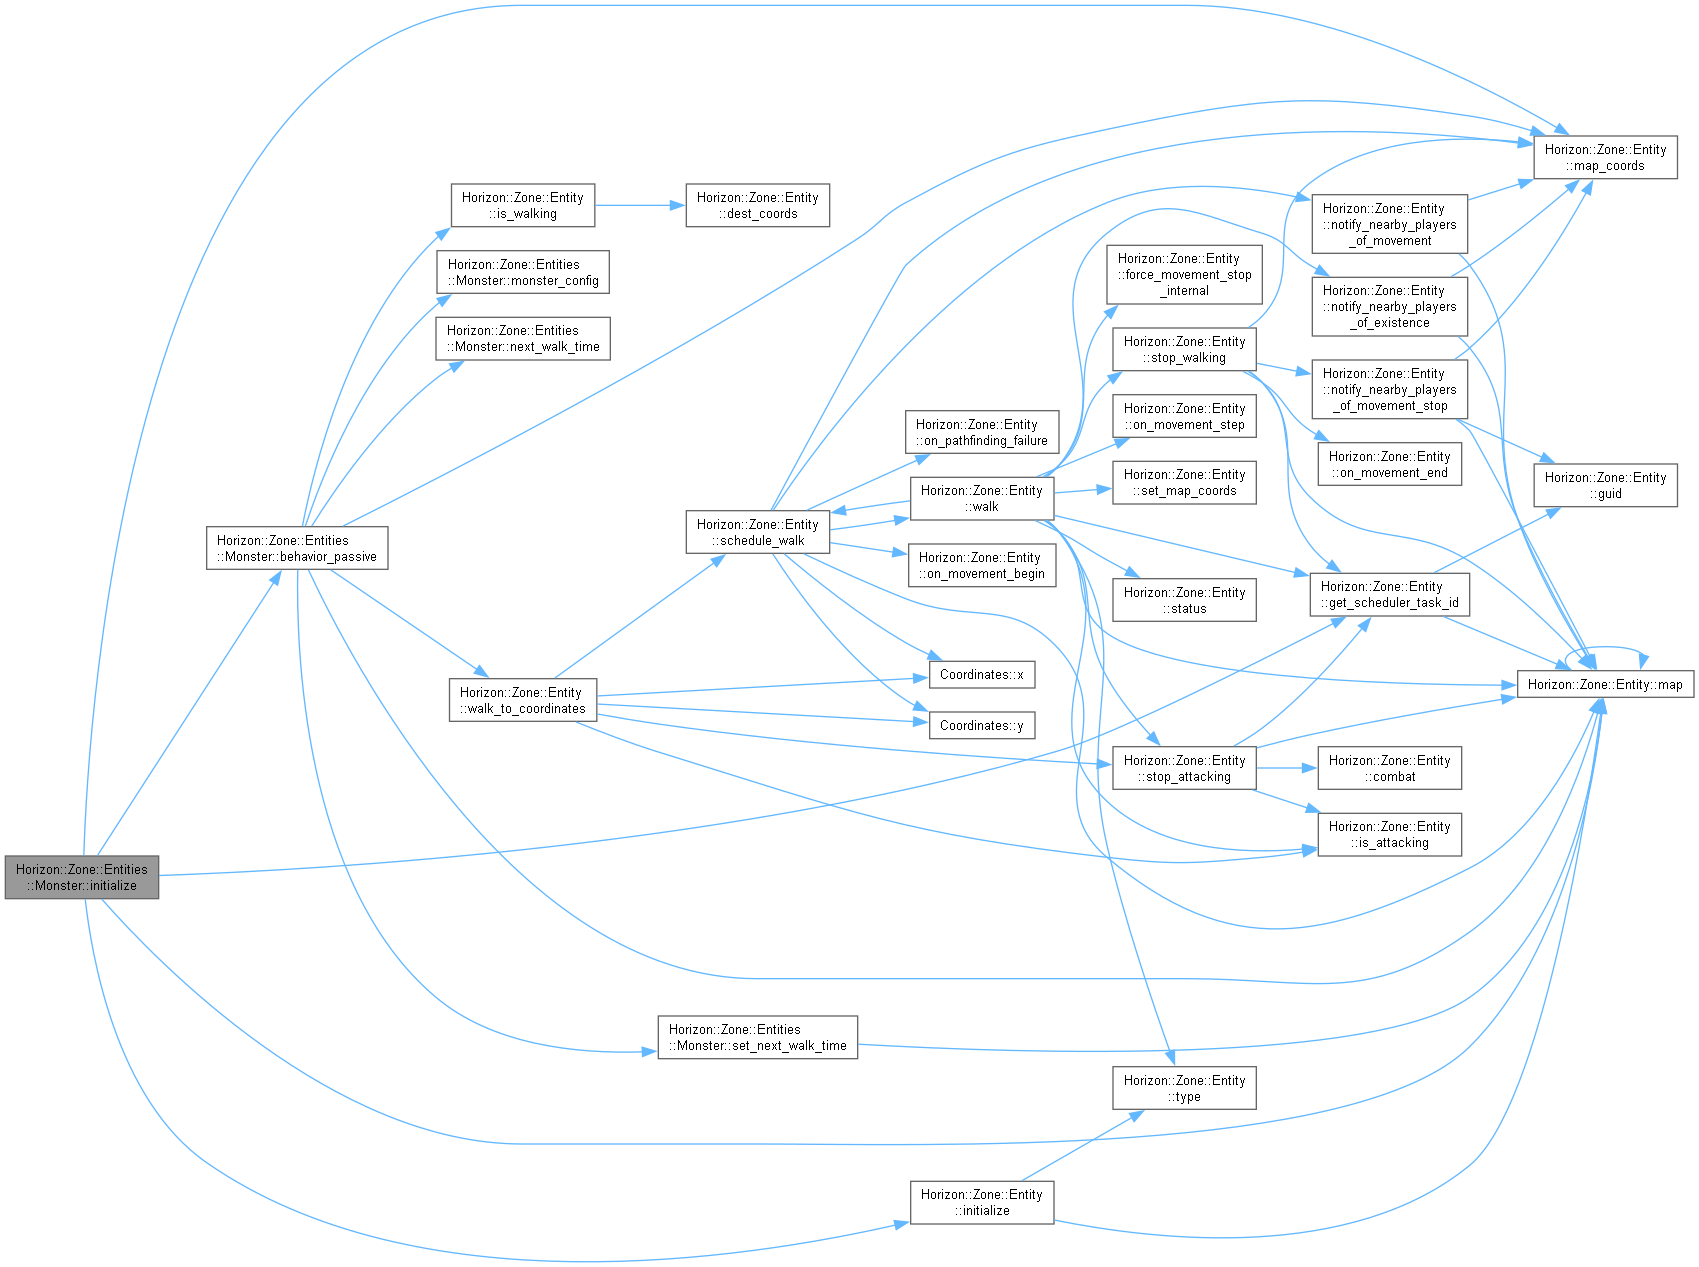 Horizon::Zone::Entities
::Monster::initialize
Horizon::Zone::Entities
::Monster::behavior_passive
Horizon::Zone::Entity
::is_walking
Horizon::Zone::Entities
::Monster::monster_config
Horizon::Zone::Entities
::Monster::next_walk_time
Horizon::Zone::Entity
::walk_to_coordinates
Horizon::Zone::Entity
::dest_coords
Horizon::Zone::Entity
::schedule_walk
Horizon::Zone::Entities
::Monster::set_next_walk_time
Horizon::Zone::Entity
::on_pathfinding_failure
Horizon::Zone::Entity
::walk
Horizon::Zone::Entity
::on_movement_begin
Coordinates::x
Coordinates::y
Horizon::Zone::Entity
::initialize
Horizon::Zone::Entity
::force_movement_stop
_internal
Horizon::Zone::Entity
::stop_walking
Horizon::Zone::Entity
::on_movement_step
Horizon::Zone::Entity
::set_map_coords
Horizon::Zone::Entity
::status
Horizon::Zone::Entity
::stop_attacking
Horizon::Zone::Entity
::type
Horizon::Zone::Entity
::notify_nearby_players
_of_movement
Horizon::Zone::Entity
::notify_nearby_players
_of_existence
Horizon::Zone::Entity
::notify_nearby_players
_of_movement_stop
Horizon::Zone::Entity
::on_movement_end
Horizon::Zone::Entity
::get_scheduler_task_id
Horizon::Zone::Entity
::combat
Horizon::Zone::Entity
::is_attacking
Horizon::Zone::Entity
::map_coords
Horizon::Zone::Entity
::guid
Horizon::Zone::Entity::map